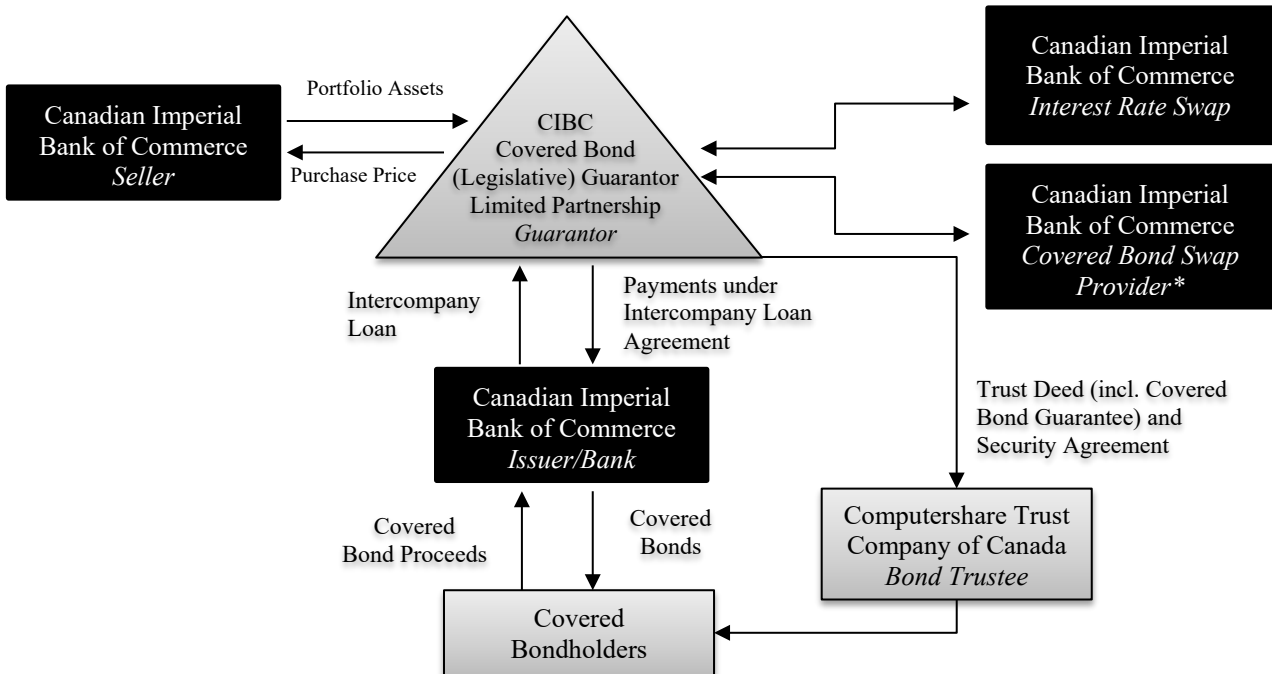 Canadian Imperial
Bank of Commerce
Seller
Portfolio Assets
Purchase Price
CIBC
Covered Bond
(Legislative) Guarantor
Limited Partnership
Guarantor
Canadian Imperial
Bank of Commerce
Interest Rate Swap
Canadian Imperial
Bank of Commerce
Covered Bond Swap
Provider*
Intercompany
Loan
Payments under
Intercompany Loan
Agreement
Canadian Imperial
Bank of Commerce
Issuer/Bank
Trust Deed (incl. Covered
Bond Guarantee) and
Security Agreement
Covered
Bond Proceeds
Covered
Bonds
Computershare Trust
Company of Canada
Bond Trustee
Covered
Bondholders